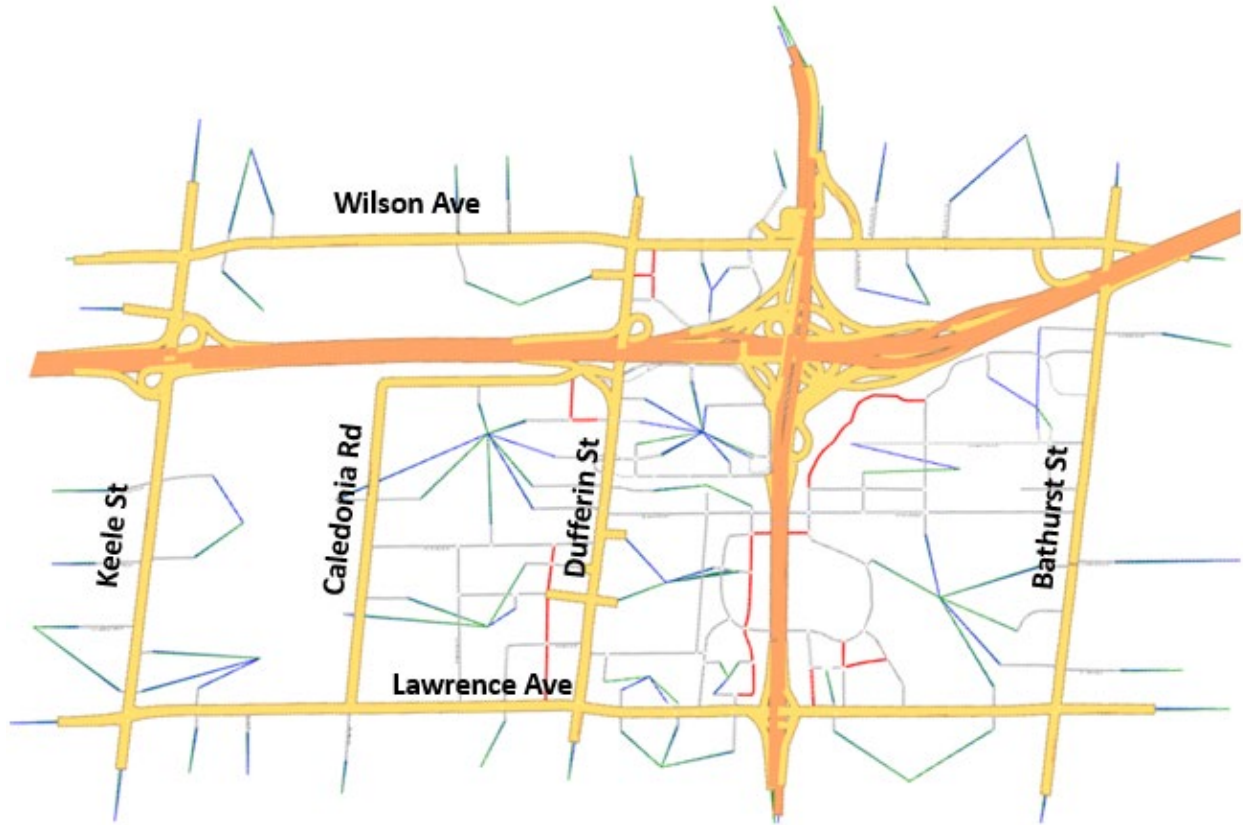 Wilson Ave
Keele St
Caledonia Rd
Dufferin St
Bathurst St
Lawrence Ave